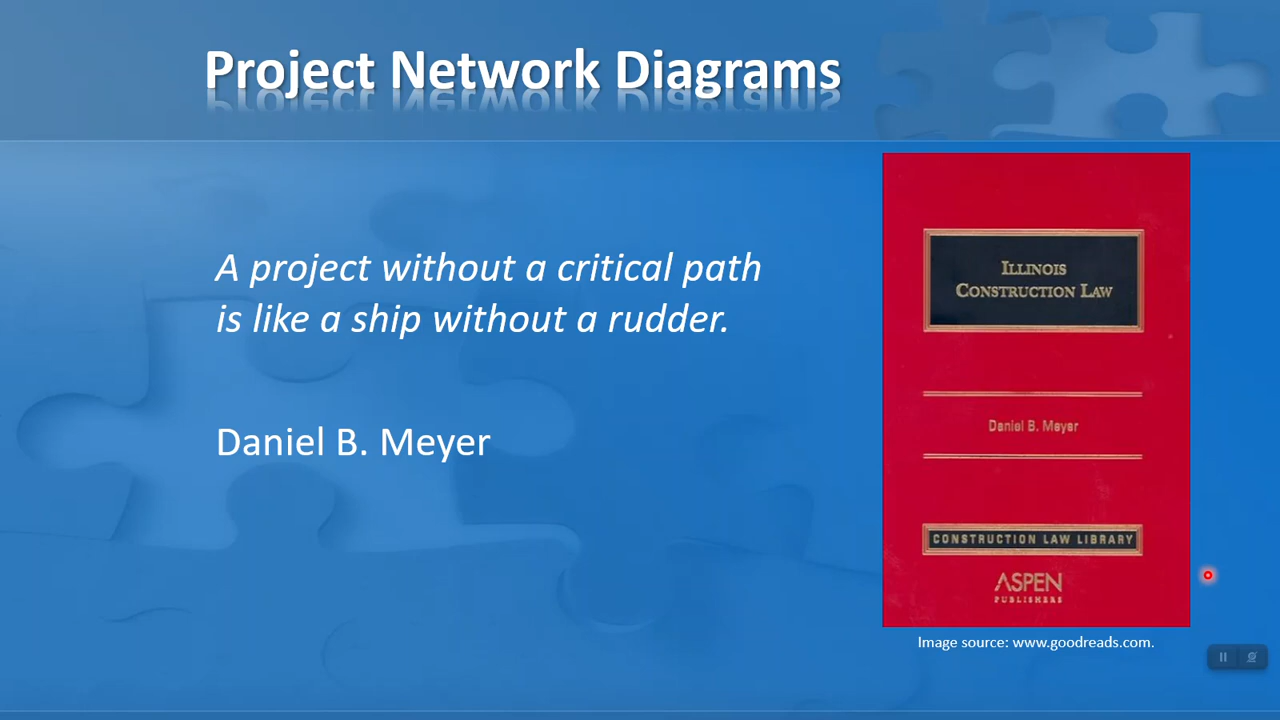 Project Network Diagrams
A project without a critical path
is like a ship without a rudder.
Daniel B. Meyer
ILLINOIS
CONSTRUCTION LAW
Daniel B. Meyer
CONSTRUCTION LAW LIBRARY
ASPEN
PUBLISHERS
Image source: www.goodreads.com.